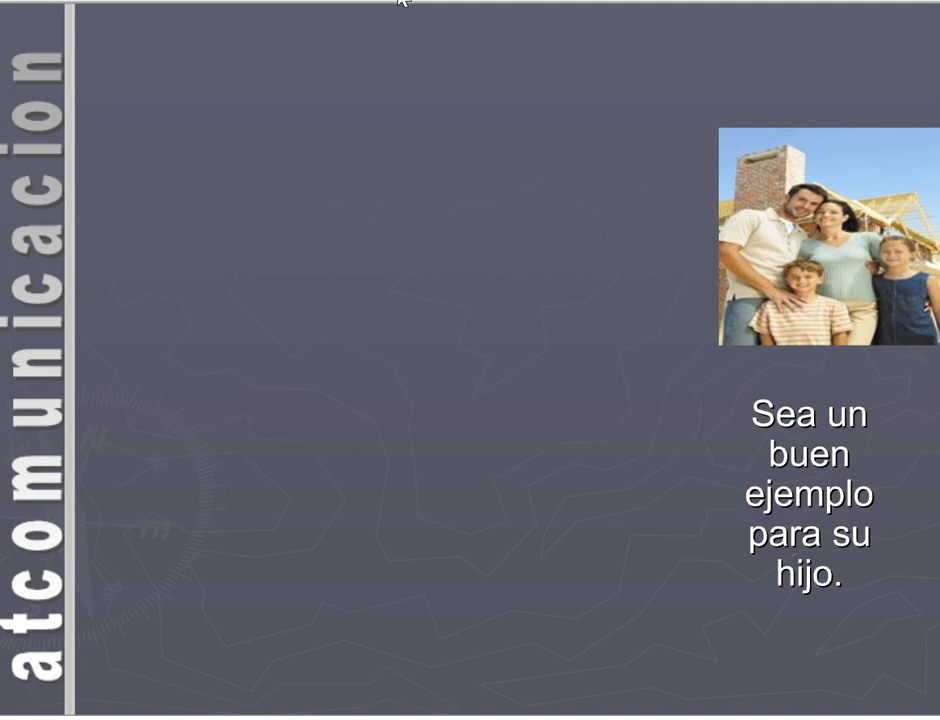 atcomunicacion
Sea un
buen
ejemplo
para su
hijo.